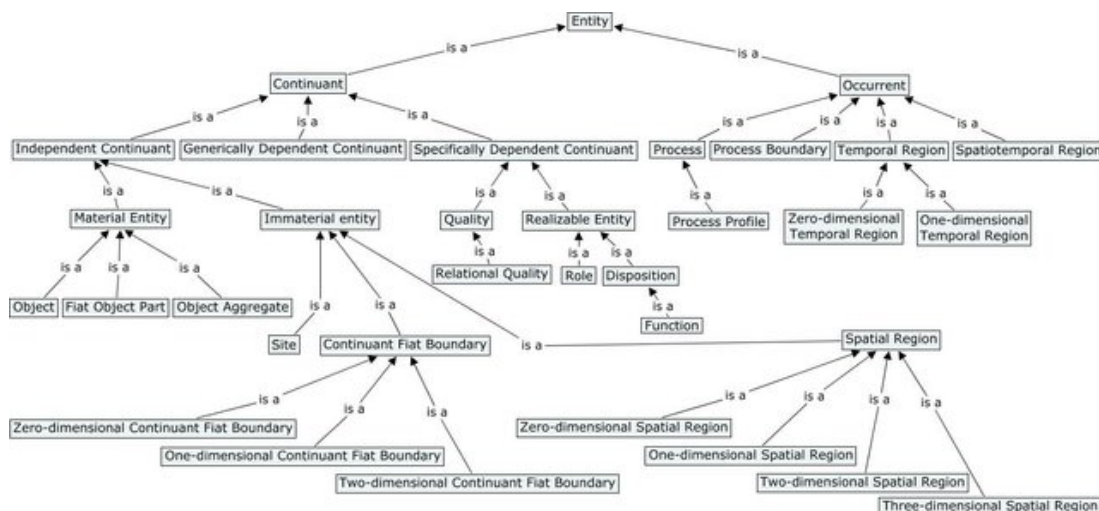 Entity
is a
is a
Continuant
Occurrent
is a
is a
is a
is a
is a
is a
is a
Independent Continuant
Generically Dependent Continuant
Specifically Dependent Continuant
Process
Process Boundary
Temporal Region
Spatiotemporal Region
is a
is a
is a
is a
is a
is a
is a
Material Entity
Immaterial entity
Quality
Realizable Entity
Process Profile
Zero-dimensional
Temporal Region
One-dimensional
Temporal Region
is a
is a
is a
is a
is a
is a
Relational Quality
Role
Disposition
Object
Fiat Object Part
Object Aggregate
is a
is a
is a
Function
Site
Continuant Fiat Boundary
is a
Spatial Region
is a
is a
is a
is a
is a
is a
is a
Zero-dimensional Continuant Fiat Boundary
Zero-dimensional Spatial Region
One-dimensional Continuant Fiat Boundary
One-dimensional Spatial Region
Two-dimensional Continuant Fiat Boundary
Two-dimensional Spatial Region
Three-dimensional Spatial Region